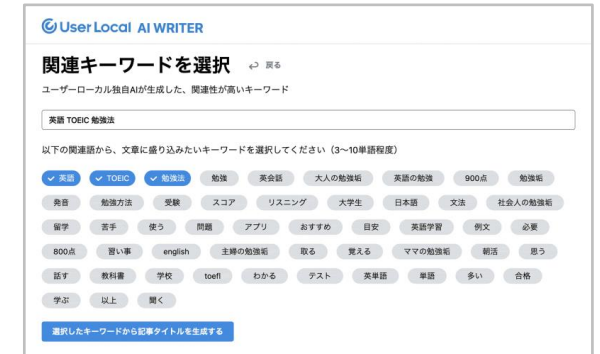 User Local AI WRITER
関連キーワードを選択 戻る
ユーザーローカル独自AIが生成した、関連性が高いキーワード
英語 TOEIC 勉強法
以下の関連語から、文章に盛り込みたいキーワードを選択してください（3〜10単語程度）
英語 TOEIC 勉強法 勉強 英会話 大人の勉強垢 英語の勉強 900点 勉強垢
発音 勉強方法 受験 スコア リスニング 大学生 日本語 文法 社会人の勉強垢
留学 苦手 使う 問題 アプリ おすすめ 目安 英語学習 例文 必要
800点 習い事 english 主婦の勉強垢 取る 覚える ママの勉強垢 朝活 思う
話す 教科書 学校 toefl わかる テスト 英単語 単語 多い 合格
学ぶ 以上 聞く
選択したキーワードから記事タイトルを生成する